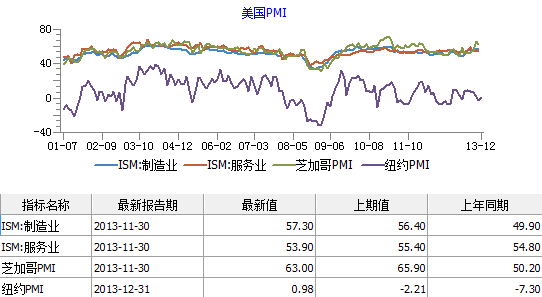 美国PMI
80
40
0
-40
01-07 02-09 03-10 04-12 06-02 07-03 08-05 09-06 10-08 11-10 13-12
ISM:制造业 ISM:服务业 芝加哥PMI 纽约PMI
指标名称 最新报告期 最新值 上期值 上年同期
ISM:制造业 2013-11-30 57.30 56.40 49.90
ISM:服务业 2013-11-30 53.90 55.40 54.80
芝加哥PMI 2013-11-30 63.00 65.90 50.20
纽约PMI 2013-12-31 0.98 -2.21 -7.30